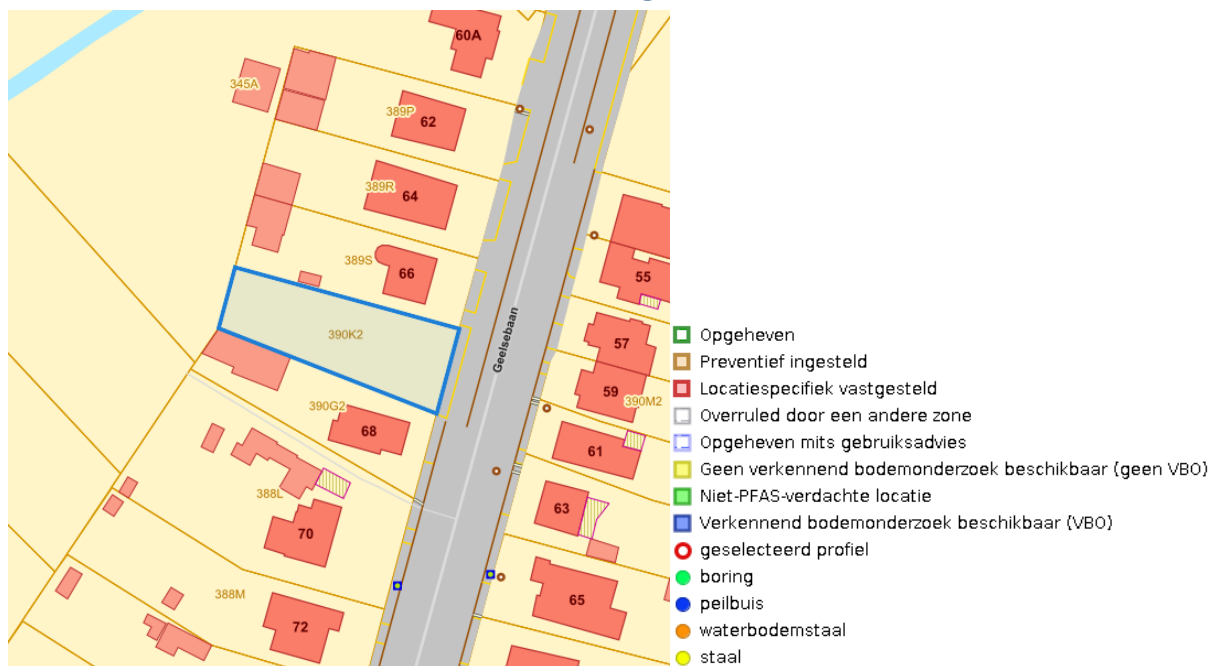 60A
345A
389P
62
389R
64
389S
66
55
390K2
Geelsebaan
57
59
390M2
390G2
68
61
388L
63
70
388M
72
65
Opgeheven
Preventief ingesteld
Locatiespecifiek vastgesteld
Overruled door een andere zone
Opgeheven mits gebruiksadvies
Geen verkennend bodemonderzoek beschikbaar (geen VBO)
Niet-PFAS-verdachte locatie
Verkennend bodemonderzoek beschikbaar (VBO)
geselecteerd profiel
boring
peilbuis
waterbodemstaal
staal